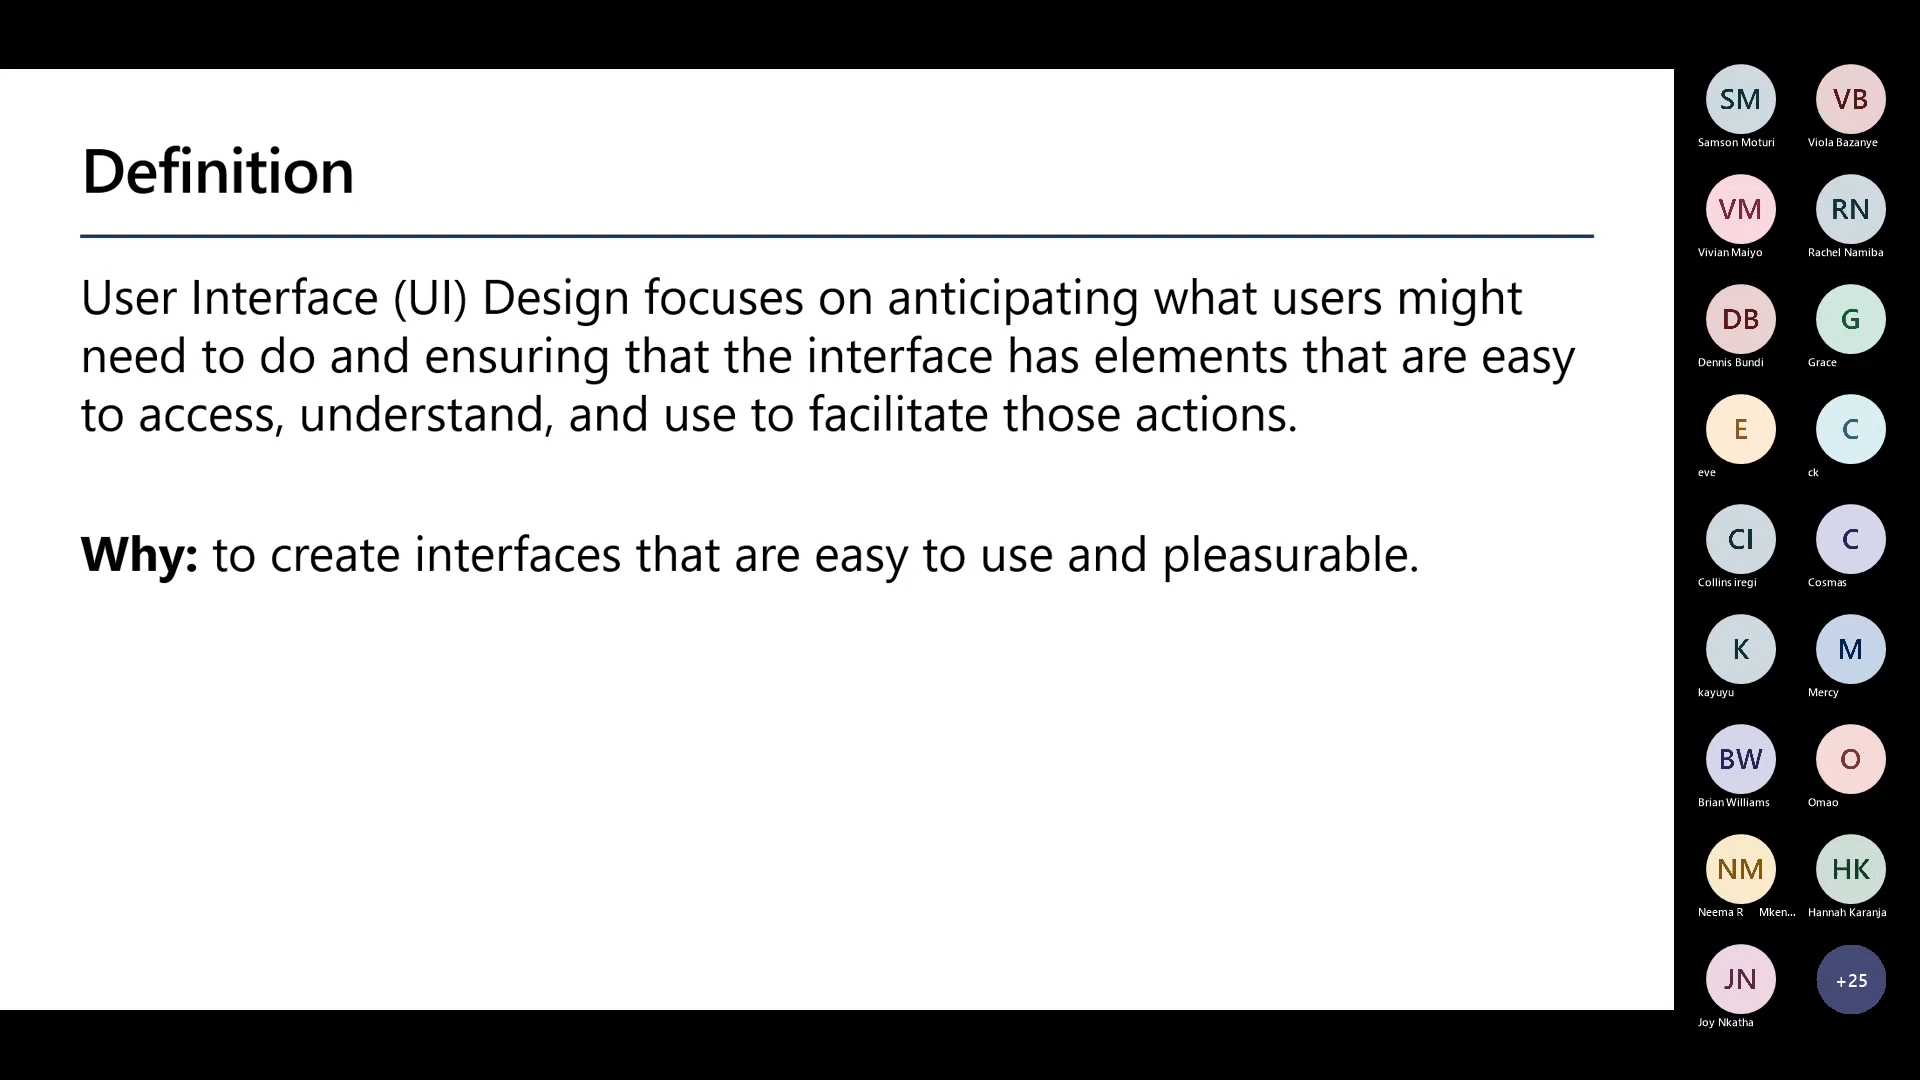 Definition
User Interface (UI) Design focuses on anticipating what users might
need to do and ensuring that the interface has elements that are easy
to access, understand, and use to facilitate those actions.
Why: to create interfaces that are easy to use and pleasurable.
SM
VB
Samson Moturi
Viola Bazanye
VM
RN
Vivian Maiyo
Rachel Namiba
DB
G
Dennis Bundi
Grace
E
C
eve
ck
CI
C
Collins iregi
Cosmas
K
M
kayuyu
Mercy
BW
O
Brian Williams
Omao
NM
HK
Neema R Mken...
Hannah Karanja
JN
+25
Joy Nkatha